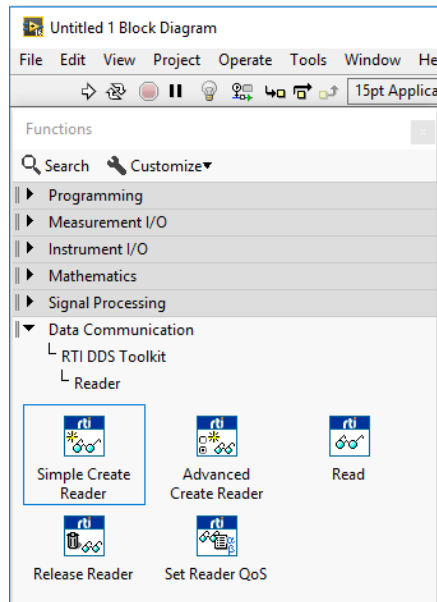 Untitled 1 Block Diagram
File Edit View Project Operate Tools Window He
15pt Applica
Functions
Search Customize
Programming
Measurement I/O
Instrument I/O
Mathematics
Signal Processing
Data Communication
RTI DDS Toolkit
Reader
rti rti rti
Simple Create Advanced Read
Reader Create Reader
rti rti
Release Reader Set Reader QoS